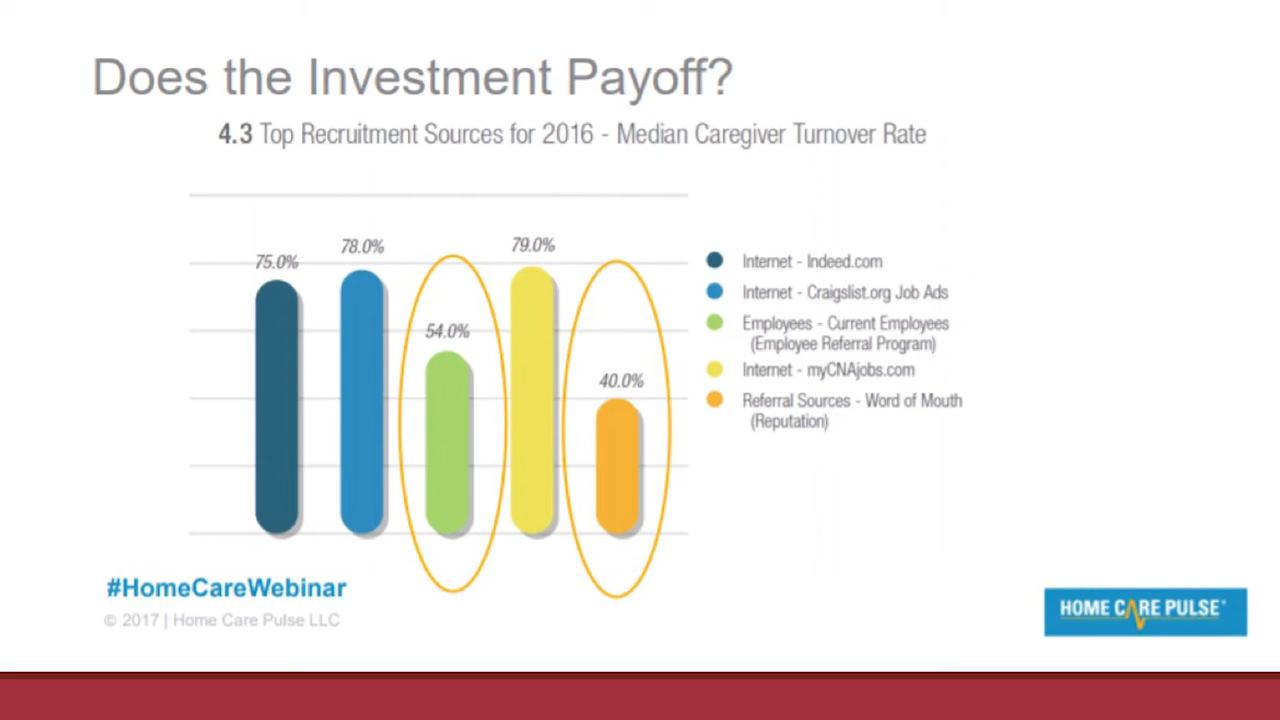 Does the Investment Payoff?
4.3 Top Recruitment Sources for 2016 - Median Caregiver Turnover Rate
75.0%
78.0%
54.0%
79.0%
40.0%
Internet - Indeed.com
Internet - Craigslist.org Job Ads
Employees - Current Employees
(Employee Referral Program)
Internet - myCNAjobs.com
Referral Sources - Word of Mouth
(Reputation)
#HomeCareWebinar
© 2017 | Home Care Pulse LLC
HOME CARE PULSE